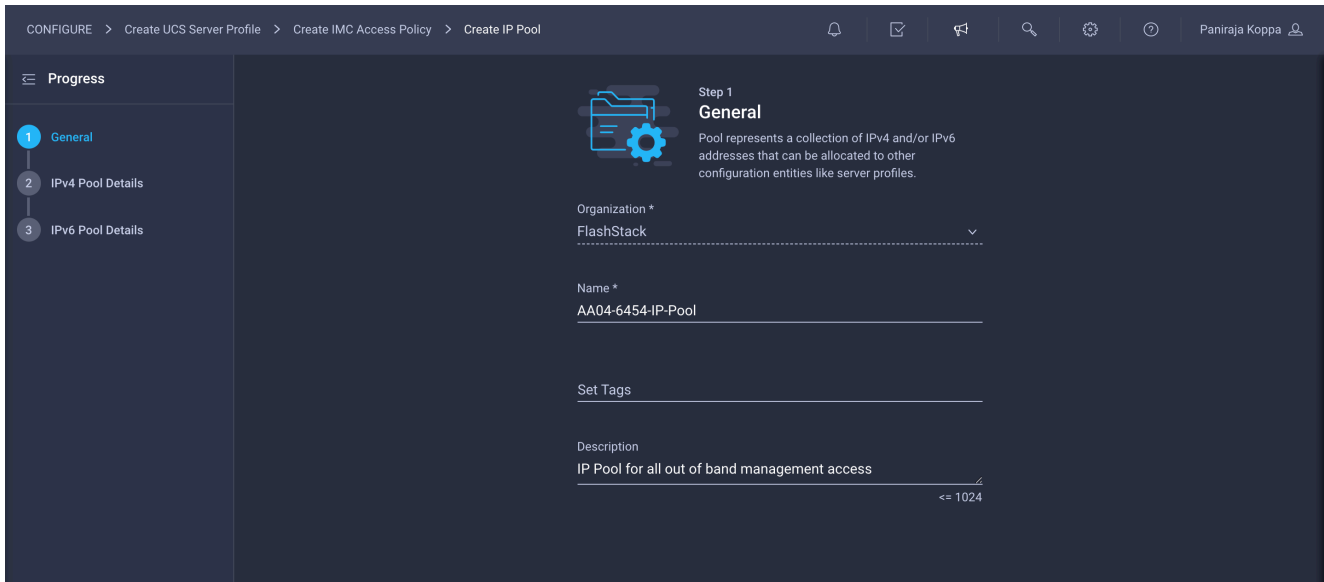 CONFIGURE > Create UCS Server Profile > Create IMC Access Policy > Create IP Pool
Paniraja Koppa
Progress
1 General
2 IPv4 Pool Details
3 IPv6 Pool Details
Step 1
General
Pool represents a collection of IPv4 and/or IPv6
addresses that can be allocated to other
configuration entities like server profiles.
Organization *
FlashStack
Name *
AA04-6454-IP-Pool
Set Tags
Description
IP Pool for all out of band management access
<= 1024